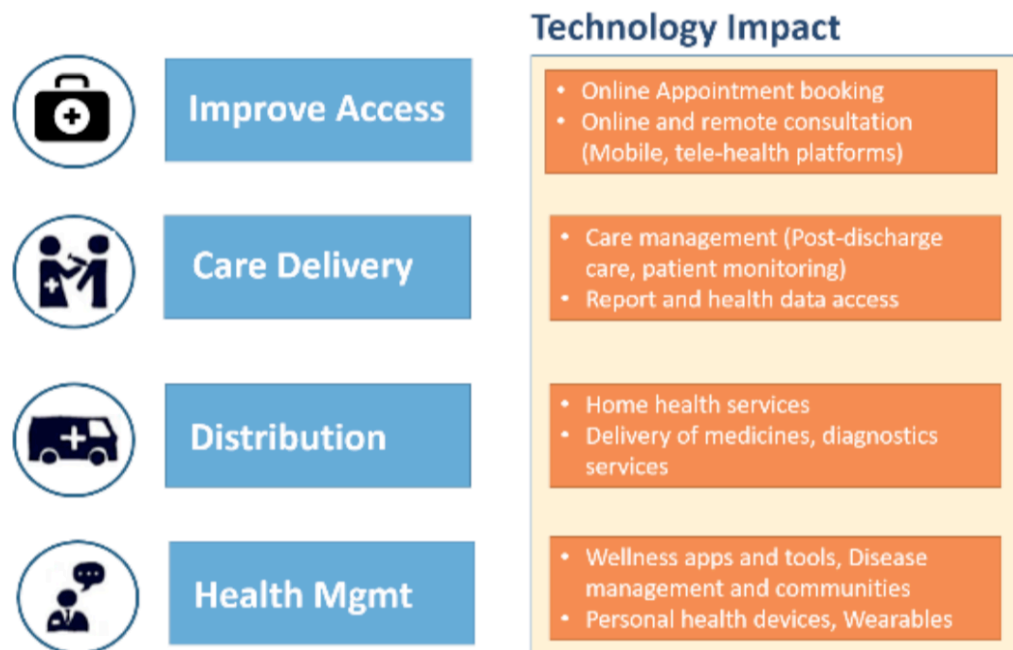 Technology Impact
Improve Access
• Online Appointment booking
• Online and remote consultation
(Mobile, tele-health platforms)
Care Delivery
• Care management (Post-discharge
care, patient monitoring)
• Report and health data access
Distribution
• Home health services
• Delivery of medicines, diagnostics
services
Health Mgmt
• Wellness apps and tools, Disease
management and communities
• Personal health devices, Wearables